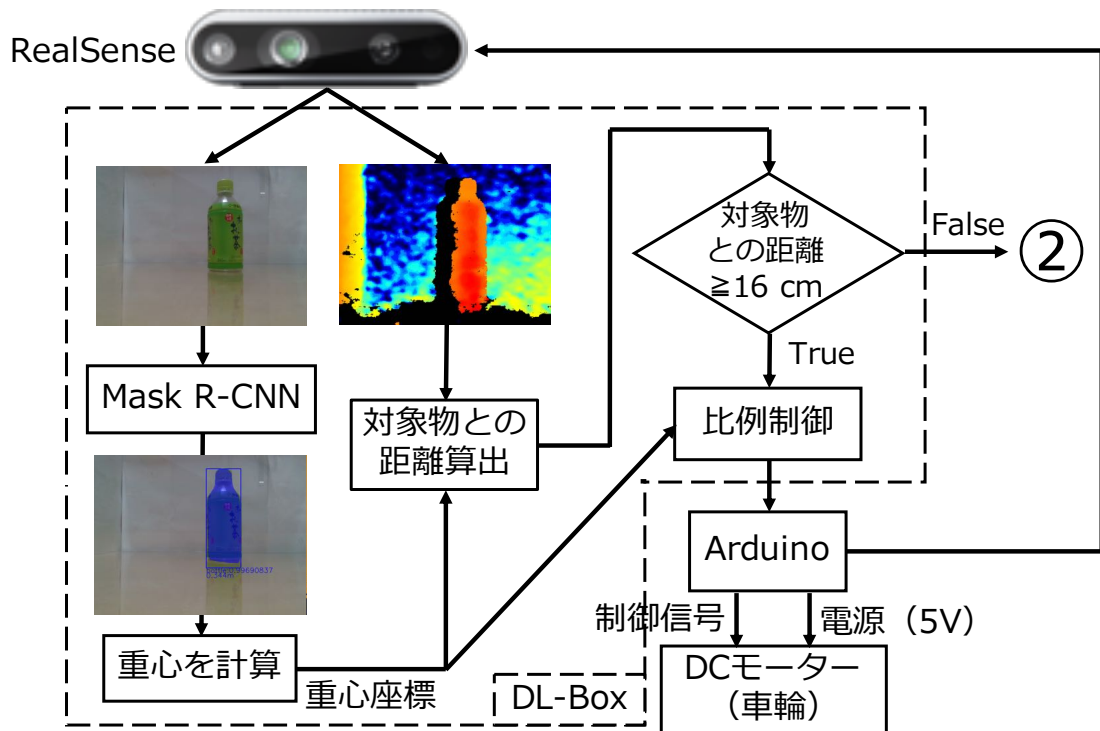 RealSense
対象物
との距離
≧16 cm
False
②
True
Mask R-CNN
対象物との
距離算出
比例制御
0.344m
Arduino
制御信号
電源（5V）
重心を計算
重心座標
DL-Box
DCモーター
（車輪）